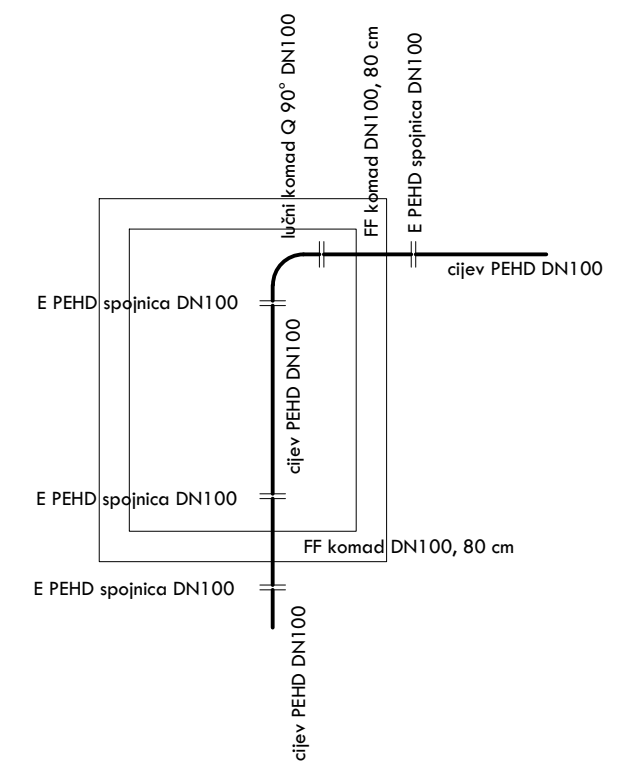 lučni komad Q 90° DN100
FF komad DN100, 80 cm
E PEHD spojnica DN100
cijev PEHD DN100
E PEHD spojnica DN100
cijev PEHD DN100
E PEHD spojnica DN100
FF komad DN100, 80 cm
E PEHD spojnica DN100
cijev PEHD DN100